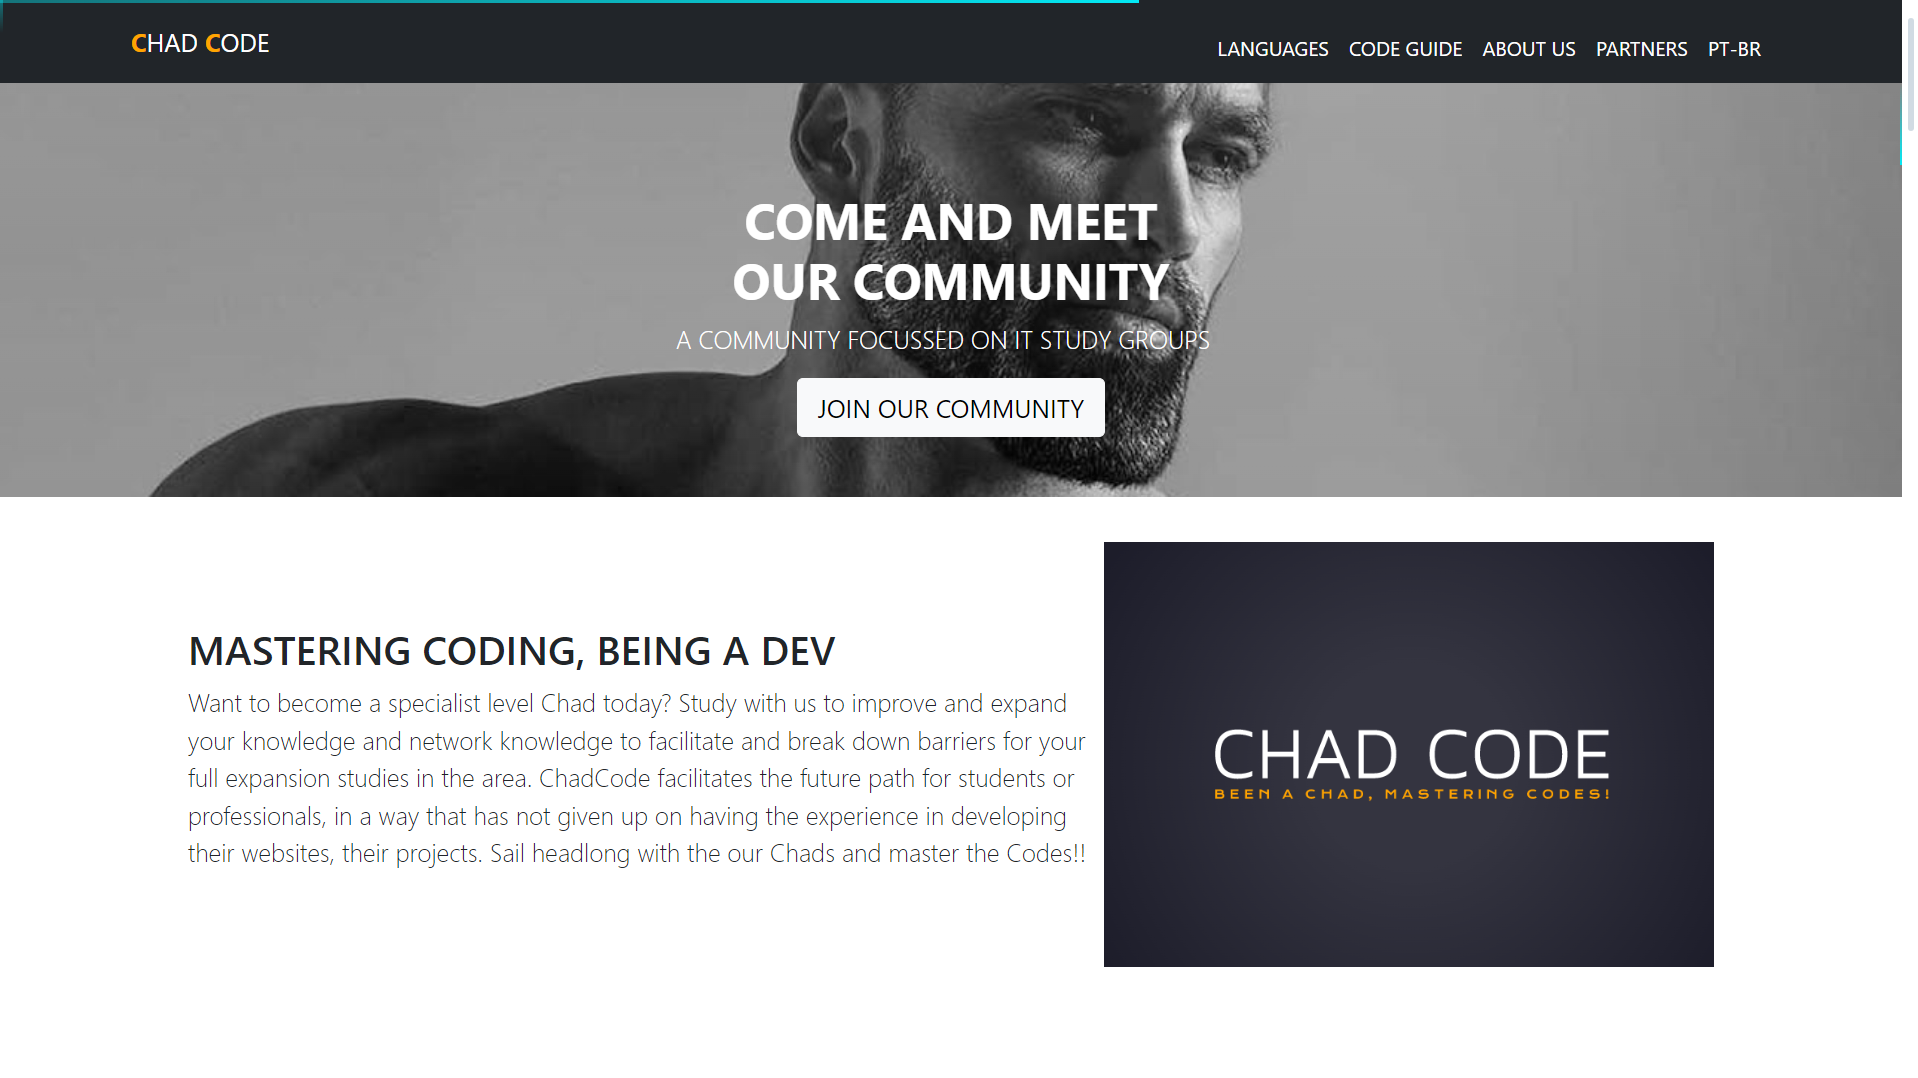 CHAD CODE
LANGUAGES CODE GUIDE ABOUT US PARTNERS PT-BR
COME AND MEET
OUR COMMUNITY
A COMMUNITY FOCUSSED ON IT STUDY GROUPS
JOIN OUR COMMUNITY
MASTERING CODING, BEING A DEV
Want to become a specialist level Chad today? Study with us to improve and expand
your knowledge and network knowledge to facilitate and break down barriers for your
full expansion studies in the area. ChadCode facilitates the future path for students or
professionals, in a way that has not given up on having the experience in developing
their websites, their projects. Sail headlong with the our Chads and master the Codes!!
CHAD CODE
BEEN A CHAD, MASTERING CODES!